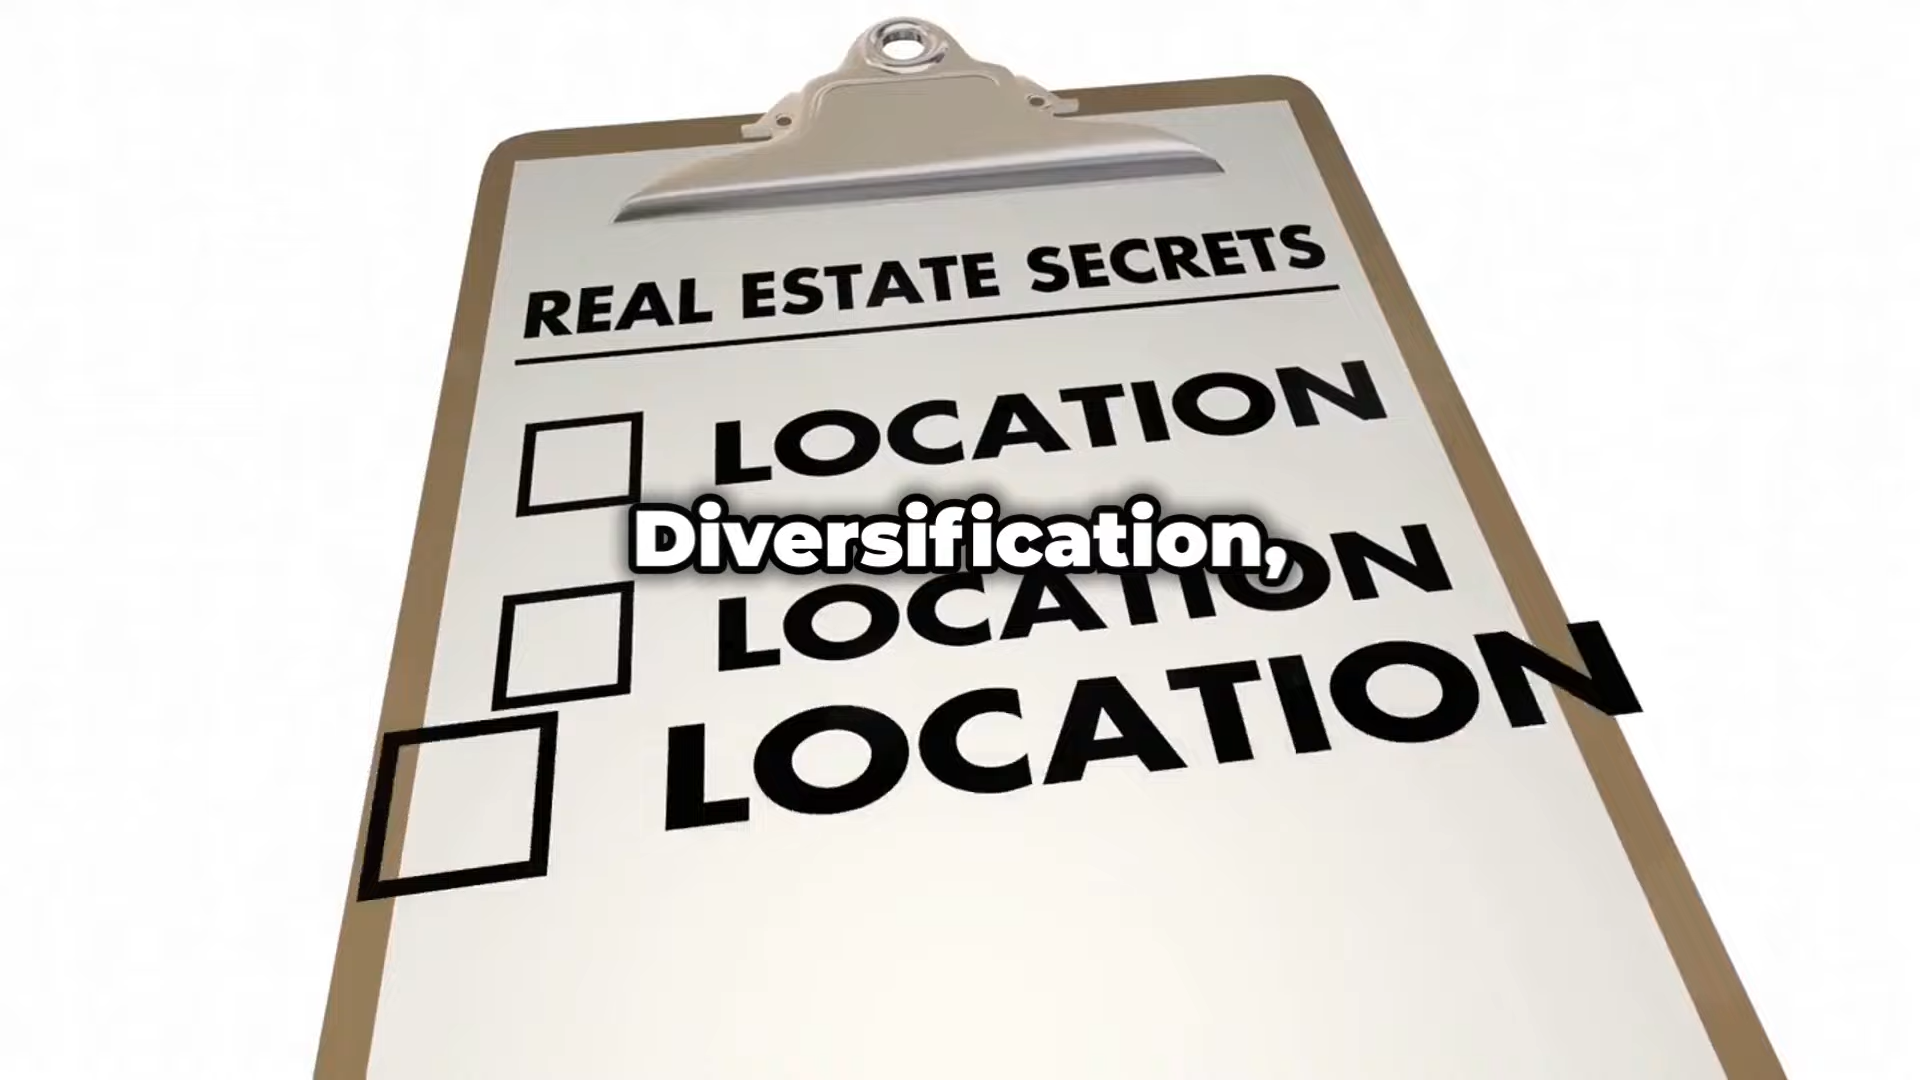 REAL ESTATE SECRETS
LOCATION
Diversification,
LOCATION
LOCATION